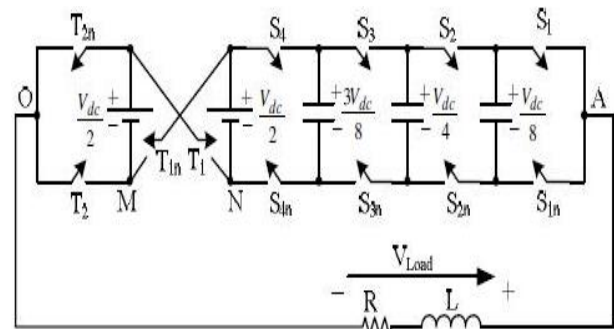 T2n S4 S3 S2 S1
O A
Vdc/2 + − + − Vdc/2 + − 3Vdc/8 + − Vdc/4 + − Vdc/8
T1n T1
T2 M N S4n S3n S2n S1n
VLoad
− R L +